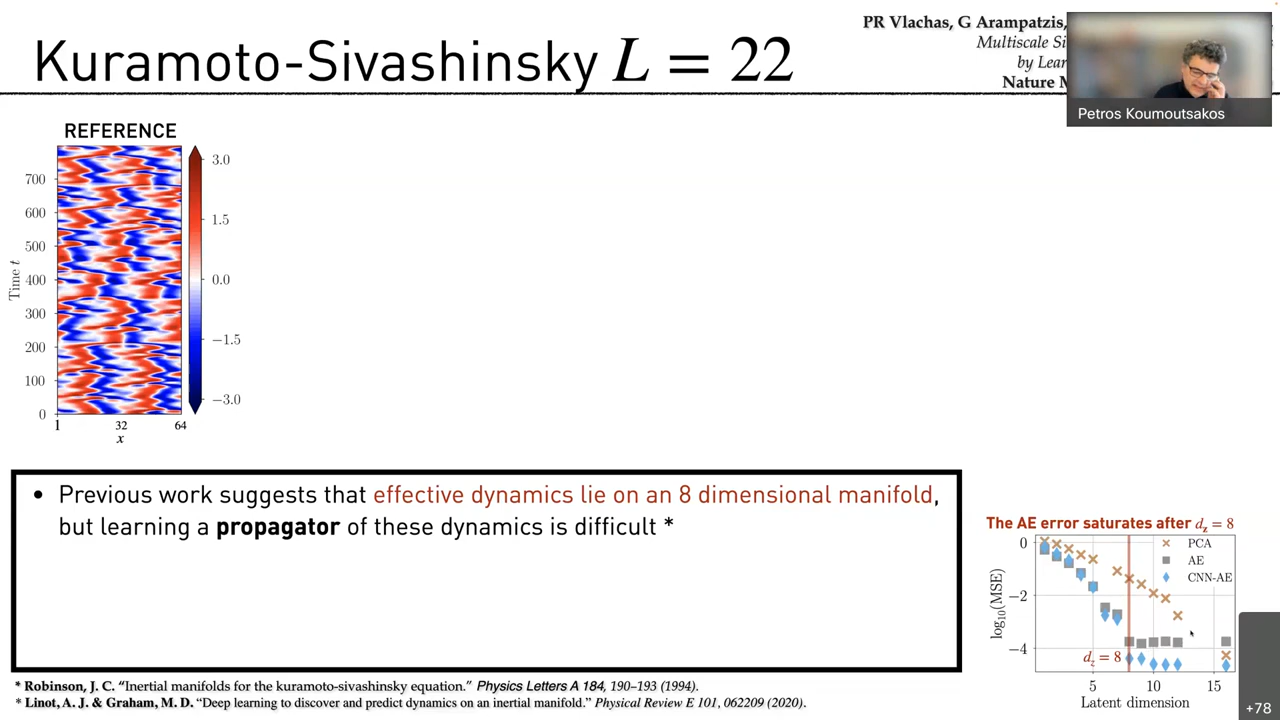 Kuramoto-Sivashinsky L = 22
PR Vlachas, G Arampatzis,
Multiscale Si
by Lear
Nature M
Petros Koumoutsakos
REFERENCE
3.0
1.5
0.0
−1.5
−3.0
Time t
700
600
500
400
300
200
100
0
1 32 64
x
• Previous work suggests that effective dynamics lie on an 8 dimensional manifold,
but learning a propagator of these dynamics is difficult *
The AE error saturates after d_z = 8
PCA
AE
CNN-AE
log10(MSE)
0
−2
−4
d_z = 8
5 10 15
Latent dimension
* Robinson, J. C. “Inertial manifolds for the kuramoto-sivashinsky equation.” Physics Letters A 184, 190–193 (1994).
* Linot, A. J. & Graham, M. D. “Deep learning to discover and predict dynamics on an inertial manifold.” Physical Review E 101, 062209 (2020).
+78